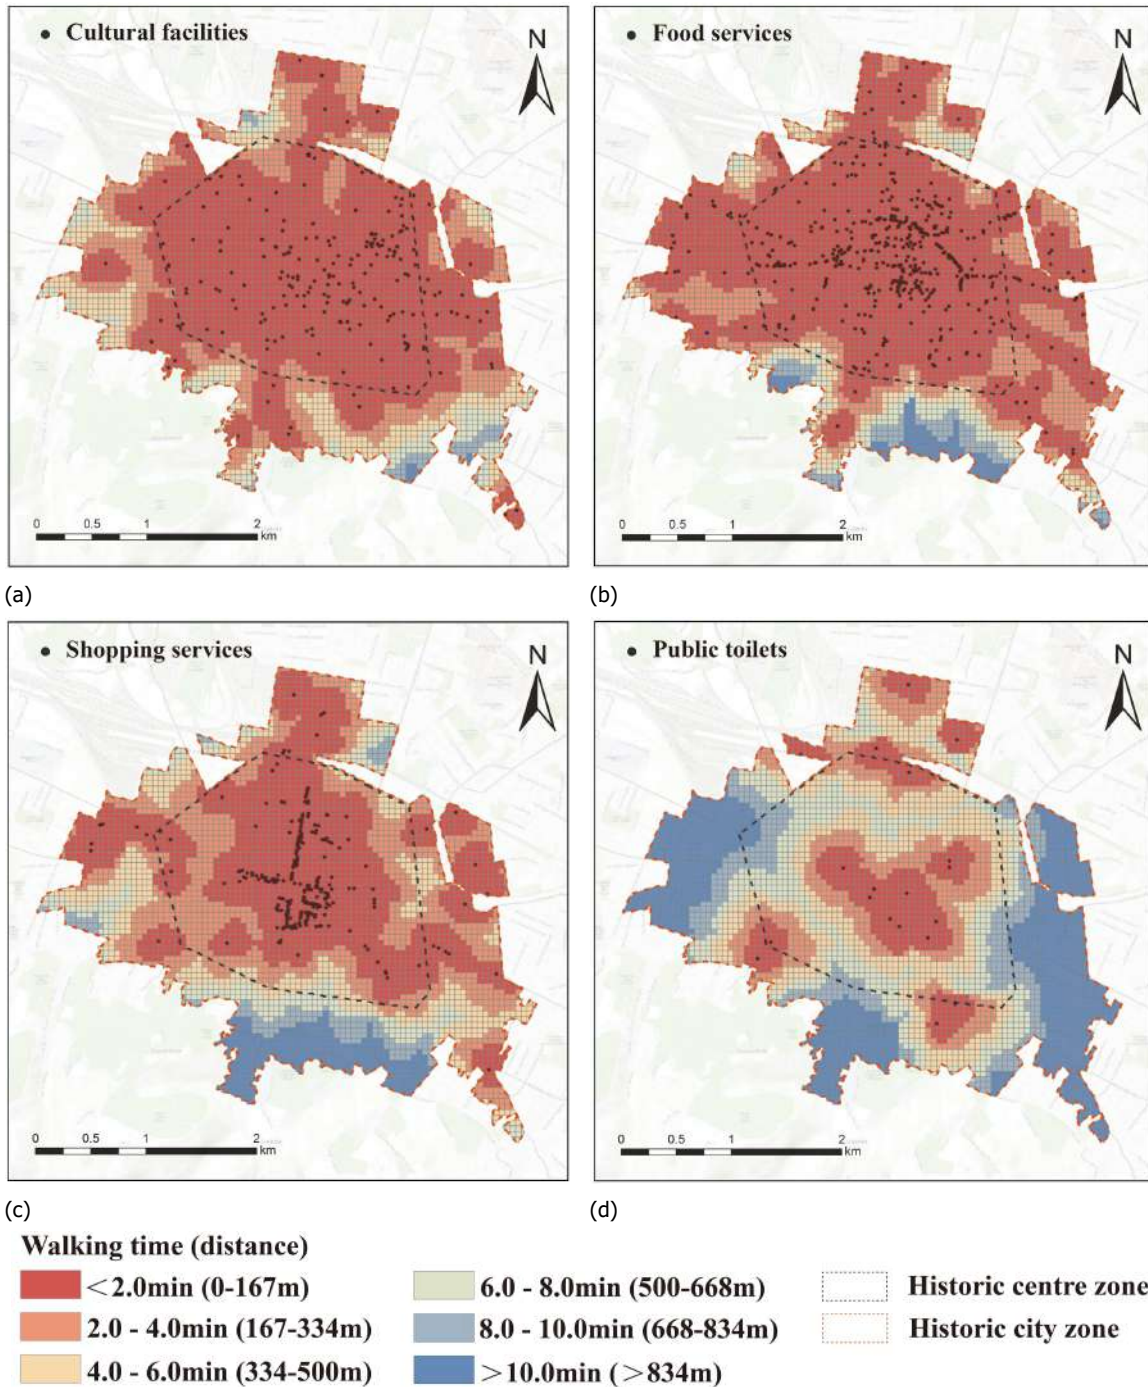 Cultural facilities
N
0 0.5 1 2
km
(a)
Food services
N
0 0.5 1 2
km
(b)
Shopping services
N
0 0.5 1 2
km
(c)
Public toilets
N
0 0.5 1 2
km
(d)
Walking time (distance)
<2.0min (0-167m)
2.0 - 4.0min (167-334m)
4.0 - 6.0min (334-500m)
6.0 - 8.0min (500-668m)
8.0 - 10.0min (668-834m)
>10.0min (>834m)
Historic centre zone
Historic city zone